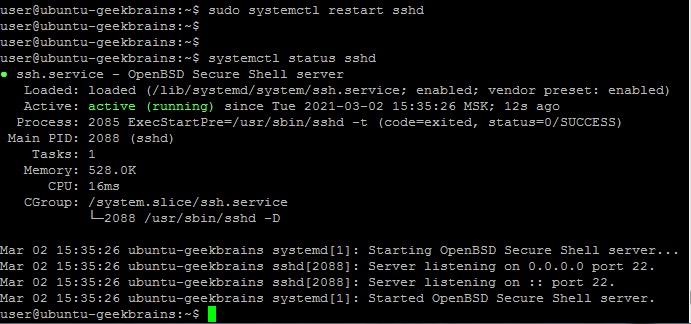 user@ubuntu-geekbrains:~$ sudo systemctl restart sshd
user@ubuntu-geekbrains:~$
user@ubuntu-geekbrains:~$
user@ubuntu-geekbrains:~$ systemctl status sshd
● ssh.service - OpenBSD Secure Shell server
   Loaded: loaded (/lib/systemd/system/ssh.service; enabled; vendor preset: enabled)
   Active: active (running) since Tue 2021-03-02 15:35:26 MSK; 12s ago
  Process: 2085 ExecStartPre=/usr/sbin/sshd -t (code=exited, status=0/SUCCESS)
 Main PID: 2088 (sshd)
    Tasks: 1
   Memory: 528.0K
      CPU: 16ms
   CGroup: /system.slice/ssh.service
           └─2088 /usr/sbin/sshd -D
Mar 02 15:35:26 ubuntu-geekbrains systemd[1]: Starting OpenBSD Secure Shell server...
Mar 02 15:35:26 ubuntu-geekbrains sshd[2088]: Server listening on 0.0.0.0 port 22.
Mar 02 15:35:26 ubuntu-geekbrains sshd[2088]: Server listening on :: port 22.
Mar 02 15:35:26 ubuntu-geekbrains systemd[1]: Started OpenBSD Secure Shell server.
user@ubuntu-geekbrains:~$